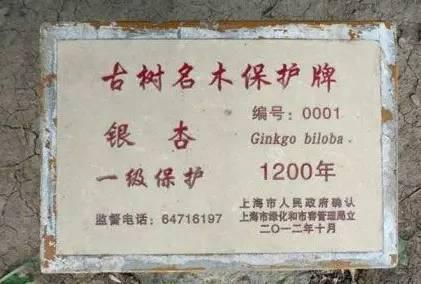 古树名木保护牌
编号：0001
银杏 Ginkgo biloba
一级保护 1200年
上海市人民政府确认
监督电话：64716197 上海市绿化和市容管理局立
二〇一二年十月